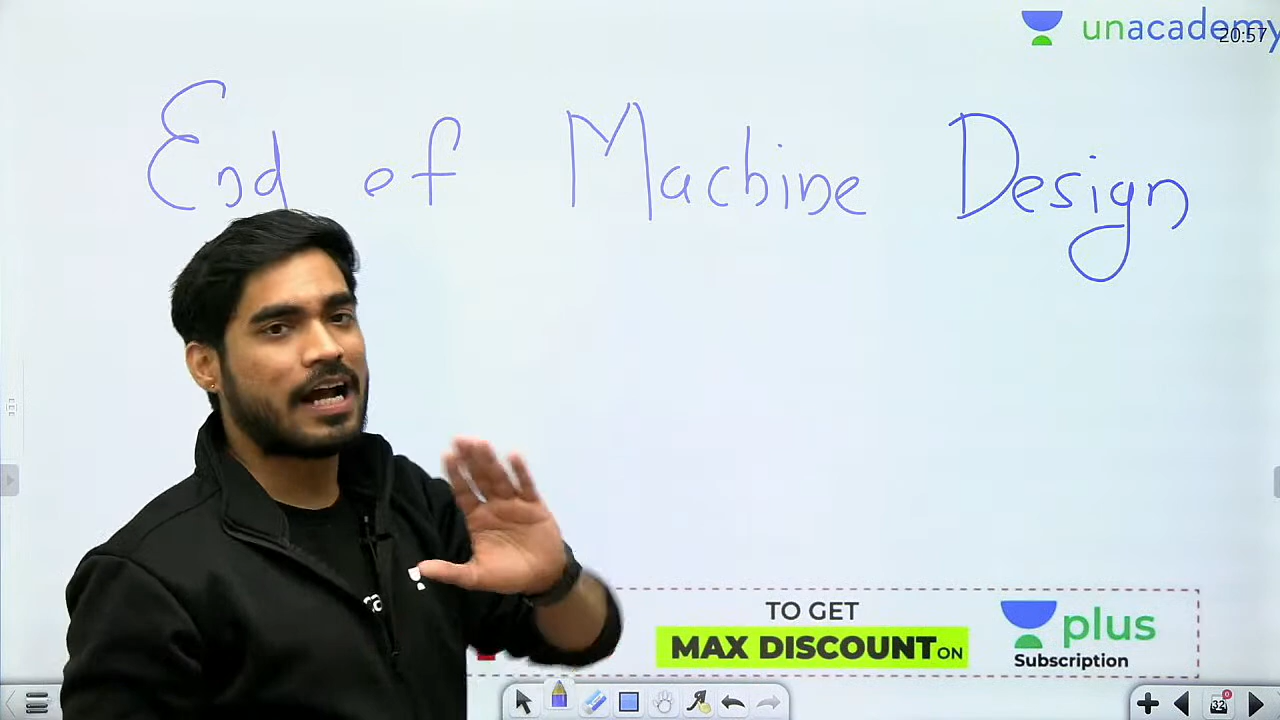 unacademy
20:57
End of Machine Design
TO GET
MAX DISCOUNT ON
plus
Subscription
32